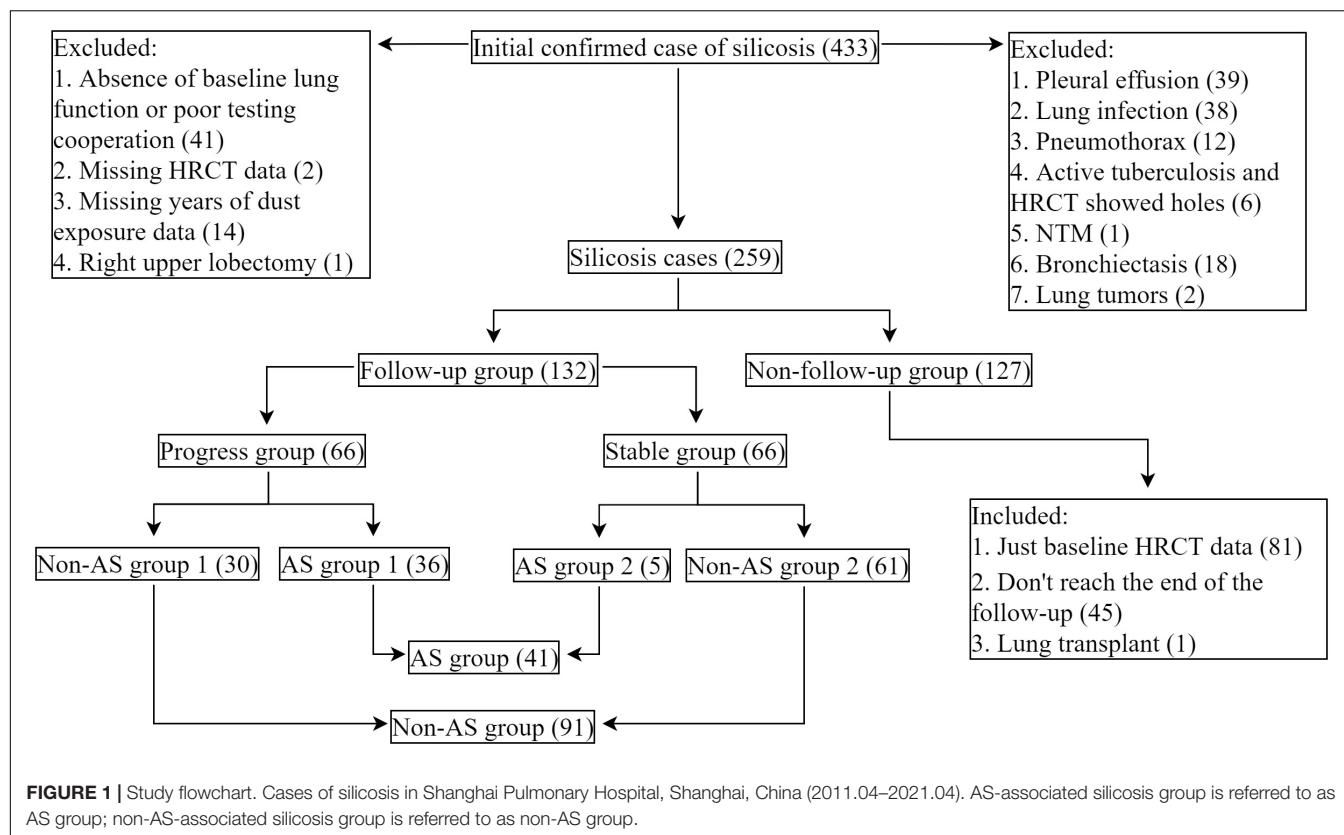 Initial confirmed case of silicosis (433)
Excluded:
1. Absence of baseline lung
function or poor testing
cooperation (41)
2. Missing HRCT data (2)
3. Missing years of dust
exposure data (14)
4. Right upper lobectomy (1)
Excluded:
1. Pleural effusion (39)
2. Lung infection (38)
3. Pneumothorax (12)
4. Active tuberculosis and
HRCT showed holes (6)
5. NTM (1)
6. Bronchiectasis (18)
7. Lung tumors (2)
Silicosis cases (259)
Follow-up group (132)
Non-follow-up group (127)
Progress group (66)
Stable group (66)
Non-AS group 1 (30)
AS group 1 (36)
AS group 2 (5)
Non-AS group 2 (61)
Included:
1. Just baseline HRCT data (81)
2. Don't reach the end of the
follow-up (45)
3. Lung transplant (1)
AS group (41)
Non-AS group (91)
FIGURE 1 | Study flowchart. Cases of silicosis in Shanghai Pulmonary Hospital, Shanghai, China (2011.04–2021.04). AS-associated silicosis group is referred to as
AS group; non-AS-associated silicosis group is referred to as non-AS group.